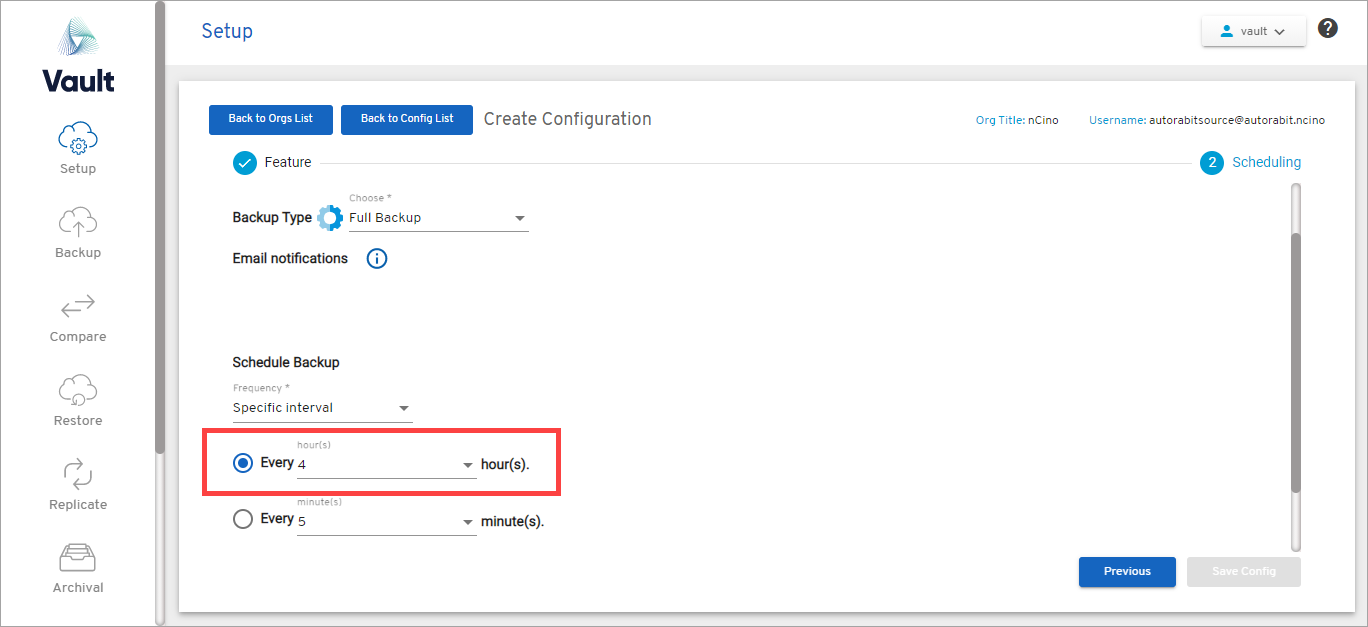 Vault
Setup
Backup
Compare
Restore
Replicate
Archival
Setup
vault
?
Back to Orgs List
Back to Config List
Create Configuration
Org Title: nCino
Username: autorabitsource@autorabit.ncino
Feature
2 Scheduling
Choose *
Backup Type Full Backup
Email notifications i
Schedule Backup
Frequency *
Specific interval
hour(s)
Every 4 hour(s).
minute(s)
Every 5 minute(s).
Previous
Save Config